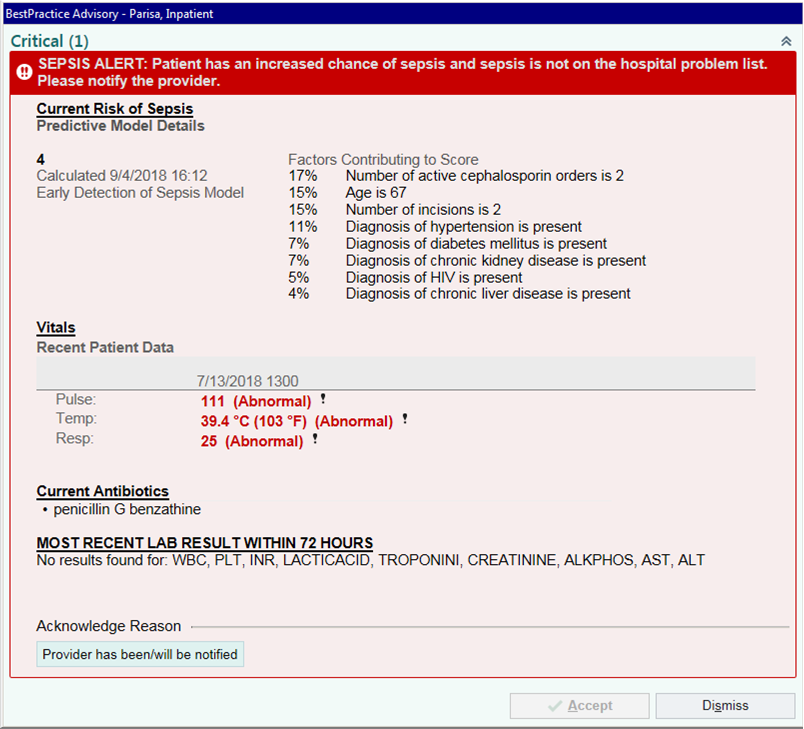 BestPractice Advisory - Parisa, Inpatient
Critical (1)
SEPSIS ALERT: Patient has an increased chance of sepsis and sepsis is not on the hospital problem list.
Please notify the provider.
Current Risk of Sepsis
Predictive Model Details
4
Calculated 9/4/2018 16:12
Early Detection of Sepsis Model
Factors Contributing to Score
17% Number of active cephalosporin orders is 2
15% Age is 67
15% Number of incisions is 2
11% Diagnosis of hypertension is present
7% Diagnosis of diabetes mellitus is present
7% Diagnosis of chronic kidney disease is present
5% Diagnosis of HIV is present
4% Diagnosis of chronic liver disease is present
Vitals
Recent Patient Data
7/13/2018 1300
Pulse: 111 (Abnormal) !
Temp: 39.4 °C (103 °F) (Abnormal) !
Resp: 25 (Abnormal) !
Current Antibiotics
• penicillin G benzathine
MOST RECENT LAB RESULT WITHIN 72 HOURS
No results found for: WBC, PLT, INR, LACTICACID, TROPONINI, CREATININE, ALKPHOS, AST, ALT
Acknowledge Reason
Provider has been/will be notified
Accept
Dismiss